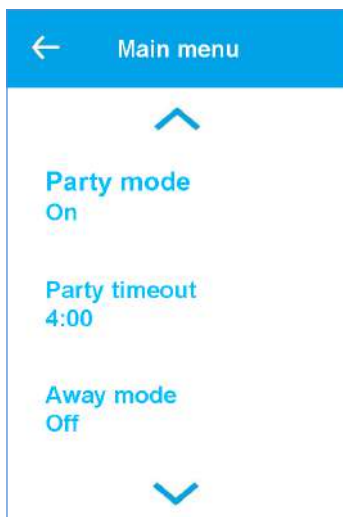 Main menu
Party mode
On
Party timeout
4:00
Away mode
Off